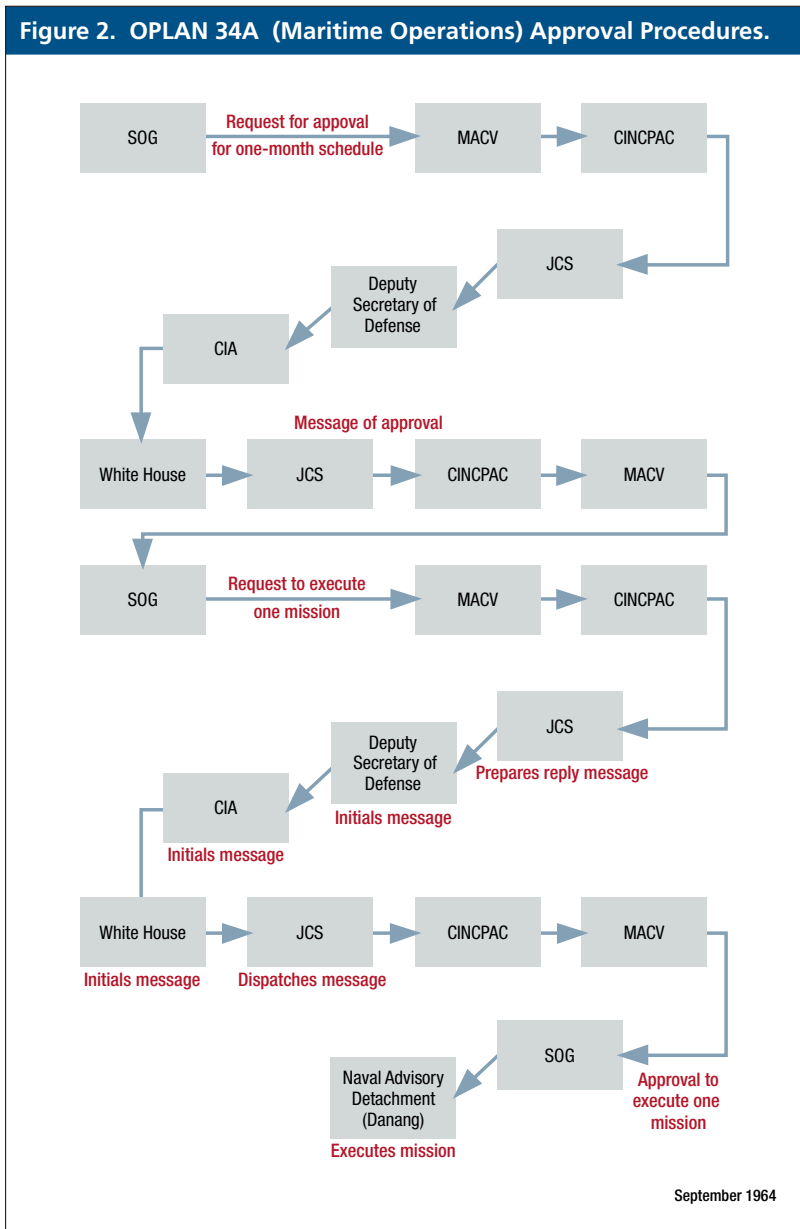 Figure 2. OPLAN 34A (Maritime Operations) Approval Procedures.
SOG
Request for appoval
for one-month schedule
MACV
CINCPAC
JCS
Deputy
Secretary of
Defense
CIA
Message of approval
White House
JCS
CINCPAC
MACV
SOG
Request to execute
one mission
MACV
CINCPAC
JCS
Prepares reply message
Deputy
Secretary of
Defense
Initials message
CIA
Initials message
White House
Initials message
JCS
Dispatches message
CINCPAC
MACV
SOG
Approval to
execute one
mission
Naval Advisory
Detachment
(Danang)
Executes mission
September 1964